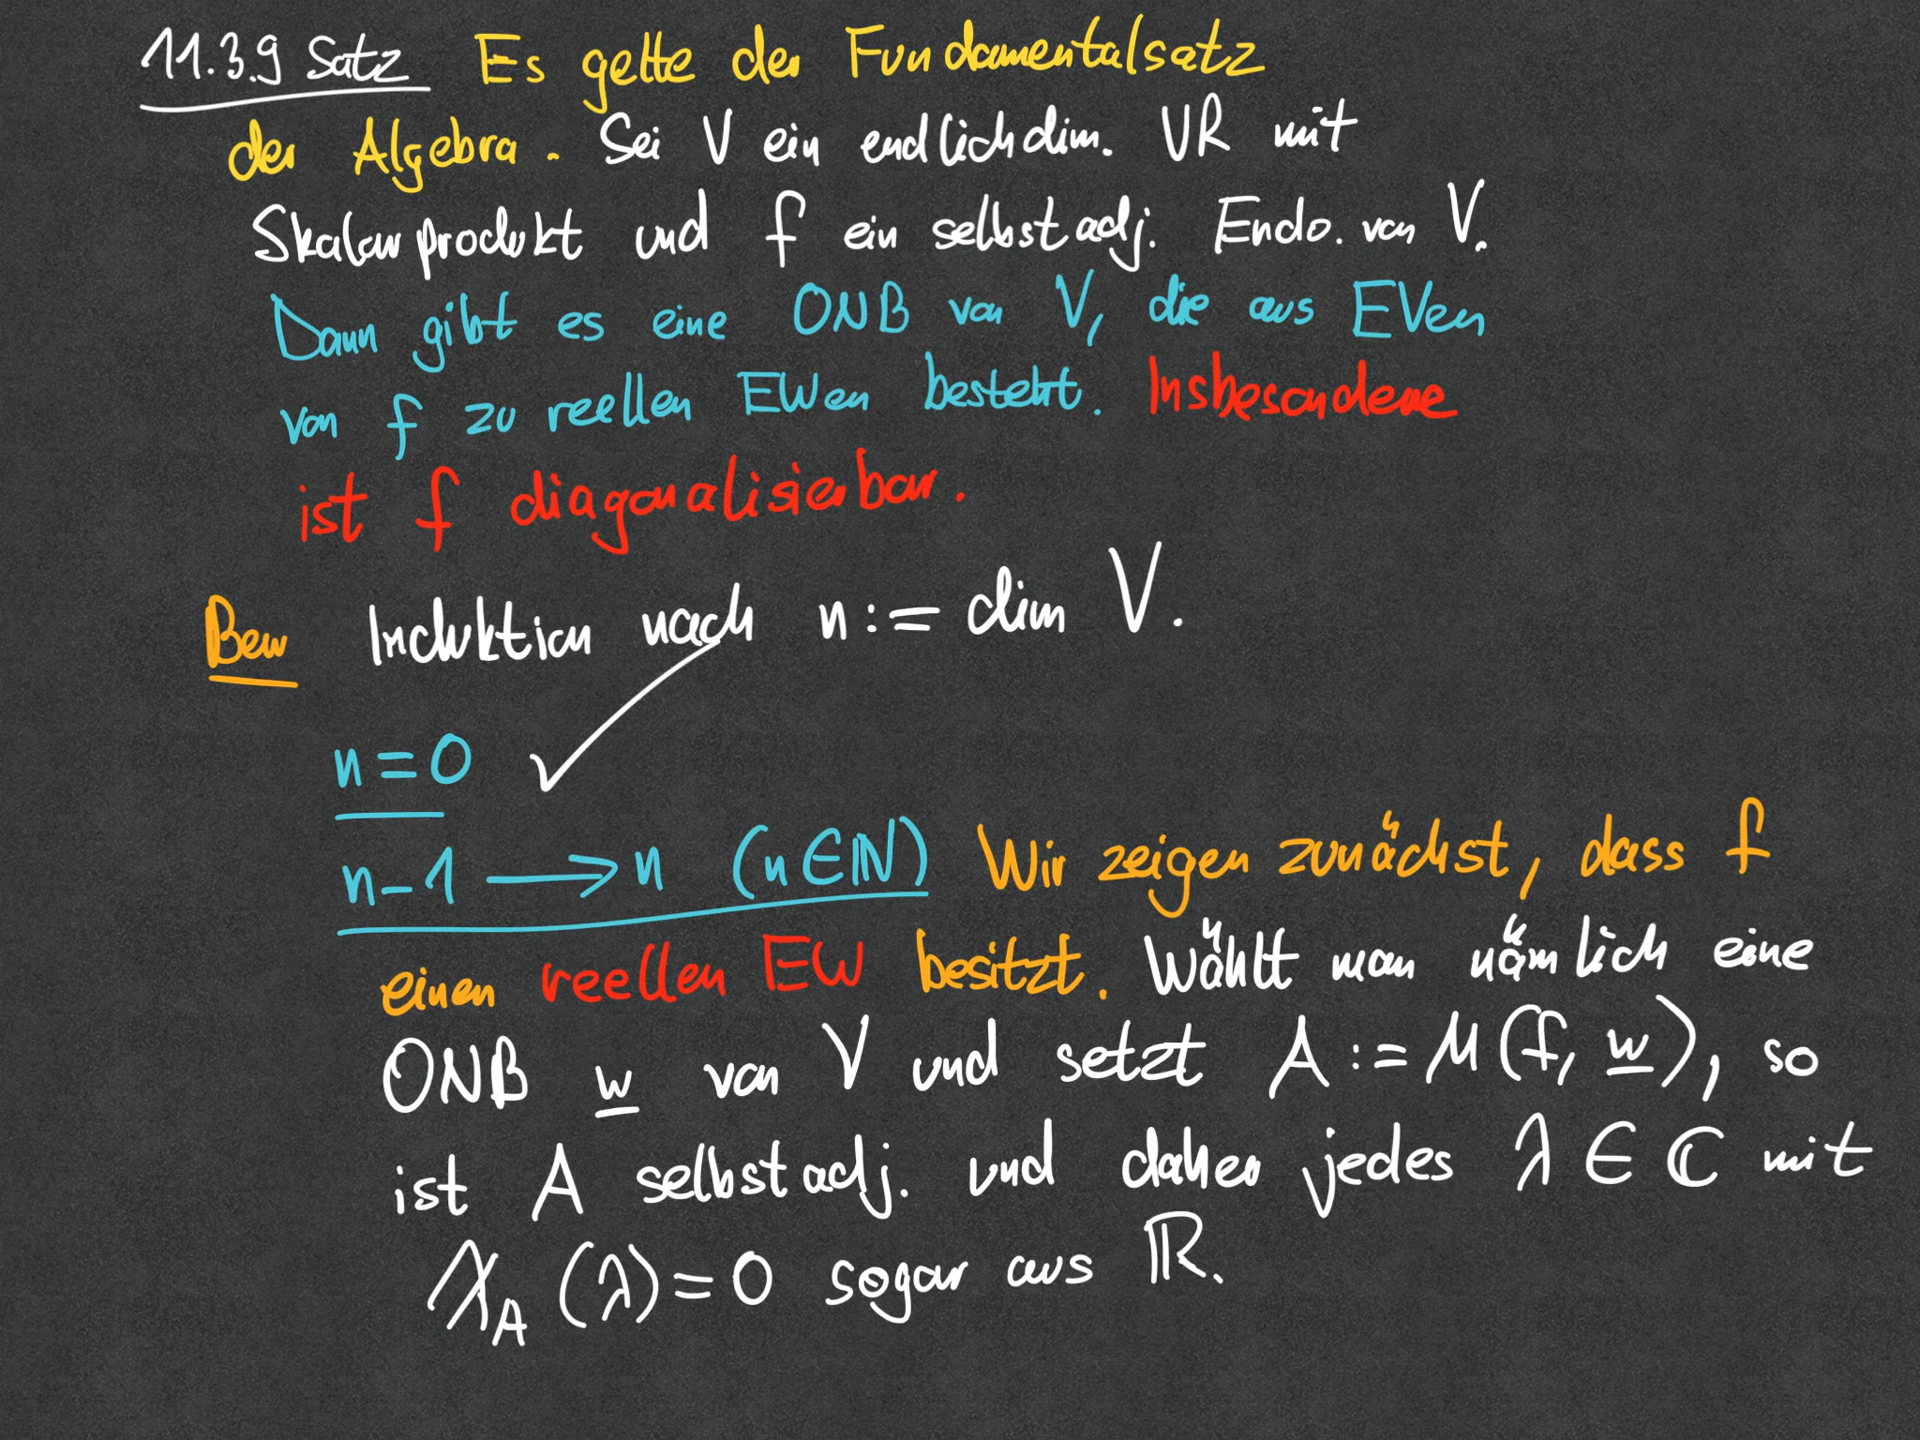 11.3.9 Satz Es gelte der Fundamentalsatz
der Algebra. Sei V ein endlichdim. VR mit
Skalarprodukt und f ein selbstadj. Endo. von V.
Dann gibt es eine ONB von V, die aus EVen
von f zu reellen EWen besteht. Insbesondere
ist f diagonalisierbar.
Bew Induktion nach n := dim V.
n = 0 ✓
n-1 ⟶ n (n ∈ ℕ) Wir zeigen zunächst, dass f
einen reellen EW besitzt. Wählt man nämlich eine
ONB w von V und setzt A := M(f, w), so
ist A selbstadj. und daher jedes λ ∈ ℂ mit
χ_A (λ) = 0 sogar aus ℝ.